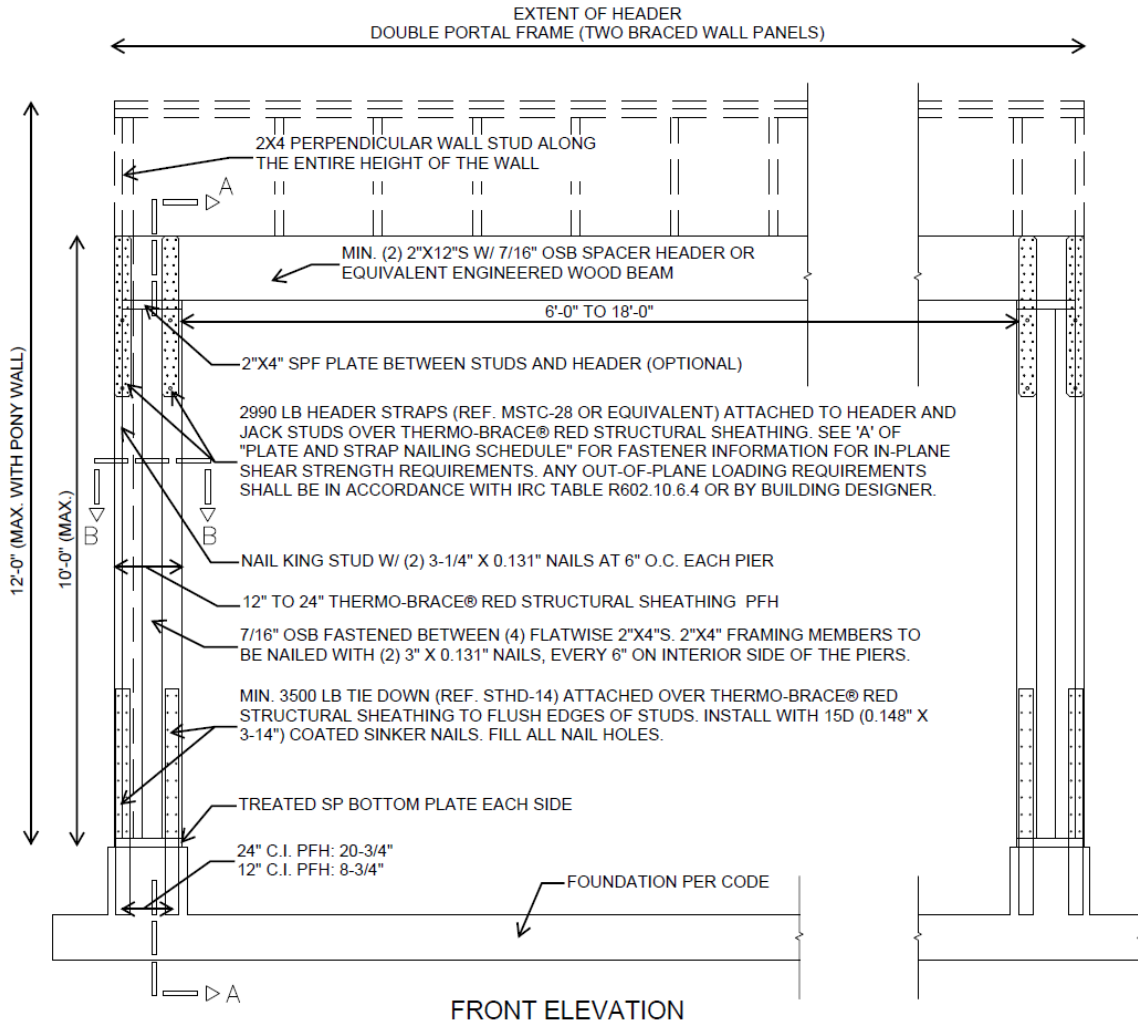 EXTENT OF HEADER
DOUBLE PORTAL FRAME (TWO BRACED WALL PANELS)
2X4 PERPENDICULAR WALL STUD ALONG
THE ENTIRE HEIGHT OF THE WALL
A
MIN. (2) 2"X12"S W/ 7/16" OSB SPACER HEADER OR
EQUIVALENT ENGINEERED WOOD BEAM
6'-0" TO 18'-0"
2"X4" SPF PLATE BETWEEN STUDS AND HEADER (OPTIONAL)
12'-0" (MAX. WITH PONY WALL)
10'-0" (MAX.)
2990 LB HEADER STRAPS (REF. MSTC-28 OR EQUIVALENT) ATTACHED TO HEADER AND
JACK STUDS OVER THERMO-BRACE® RED STRUCTURAL SHEATHING. SEE 'A' OF
"PLATE AND STRAP NAILING SCHEDULE" FOR FASTENER INFORMATION FOR IN-PLANE
SHEAR STRENGTH REQUIREMENTS. ANY OUT-OF-PLANE LOADING REQUIREMENTS
SHALL BE IN ACCORDANCE WITH IRC TABLE R602.10.6.4 OR BY BUILDING DESIGNER.
B
B
NAIL KING STUD W/ (2) 3-1/4" X 0.131" NAILS AT 6" O.C. EACH PIER
12" TO 24" THERMO-BRACE® RED STRUCTURAL SHEATHING PFH
7/16" OSB FASTENED BETWEEN (4) FLATWISE 2"X4"S. 2"X4" FRAMING MEMBERS TO
BE NAILED WITH (2) 3" X 0.131" NAILS, EVERY 6" ON INTERIOR SIDE OF THE PIERS.
MIN. 3500 LB TIE DOWN (REF. STHD-14) ATTACHED OVER THERMO-BRACE® RED
STRUCTURAL SHEATHING TO FLUSH EDGES OF STUDS. INSTALL WITH 15D (0.148" X
3-14") COATED SINKER NAILS. FILL ALL NAIL HOLES.
TREATED SP BOTTOM PLATE EACH SIDE
24" C.I. PFH: 20-3/4"
12" C.I. PFH: 8-3/4"
FOUNDATION PER CODE
A
FRONT ELEVATION